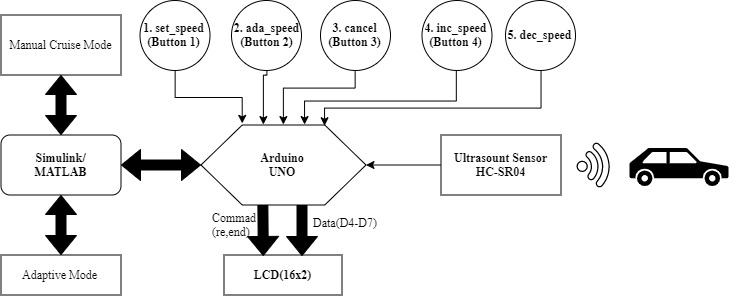 1. set_speed
(Button 1)
2. ada_speed
(Button 2)
3. cancel
(Button 3)
4. inc_speed
(Button 4)
5. dec_speed
Manual Cruise Mode
Simulink/
MATLAB
Arduino
UNO
Ultrasount Sensor
HC-SR04
Commad
(re,end)
Data(D4-D7)
Adaptive Mode
LCD(16x2)